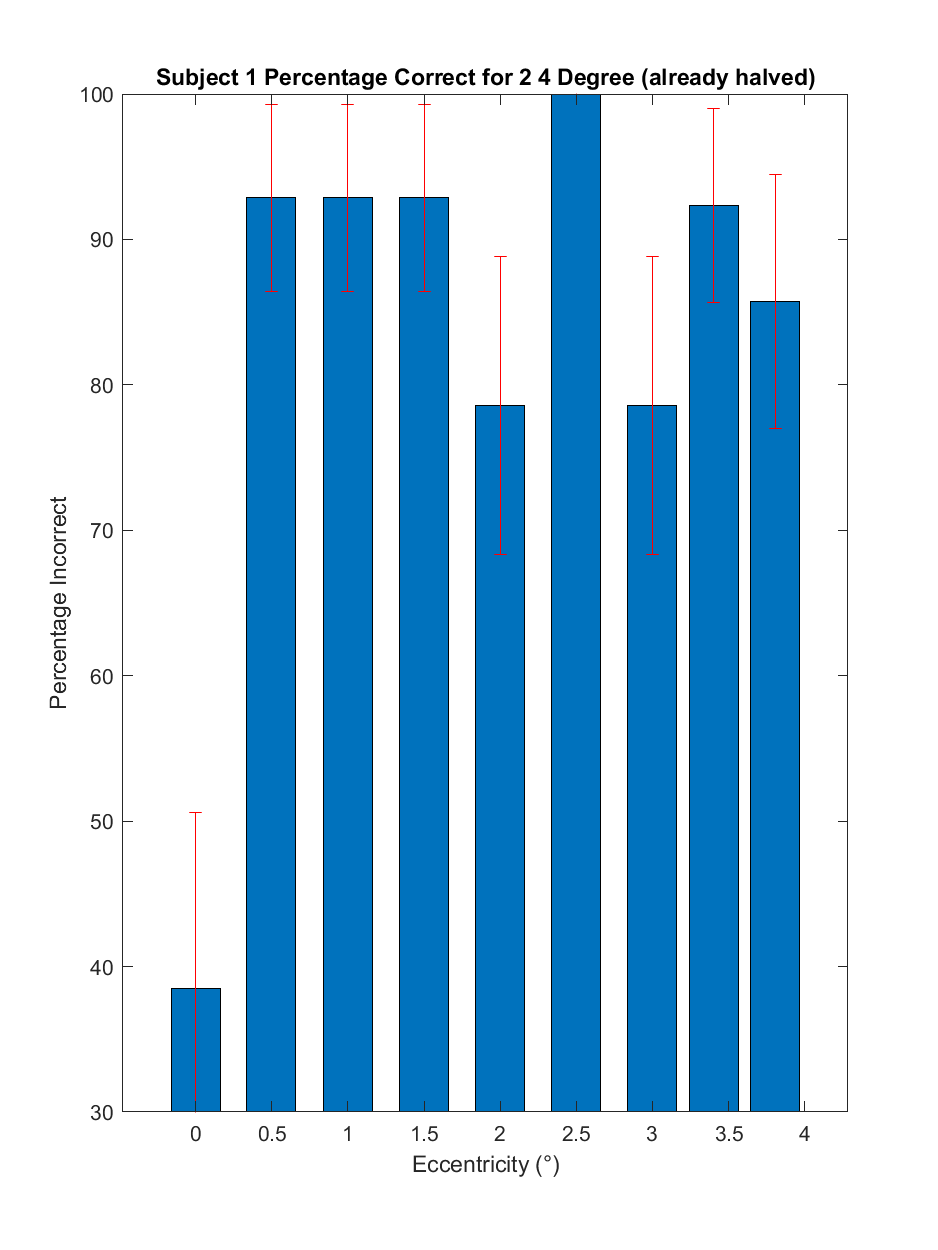 Subject 1 Percentage Correct for 2 4 Degree (already halved)
100
90
80
70
60
50
40
30
Percentage Incorrect
0 0.5 1 1.5 2 2.5 3 3.5 4
Eccentricity (°)